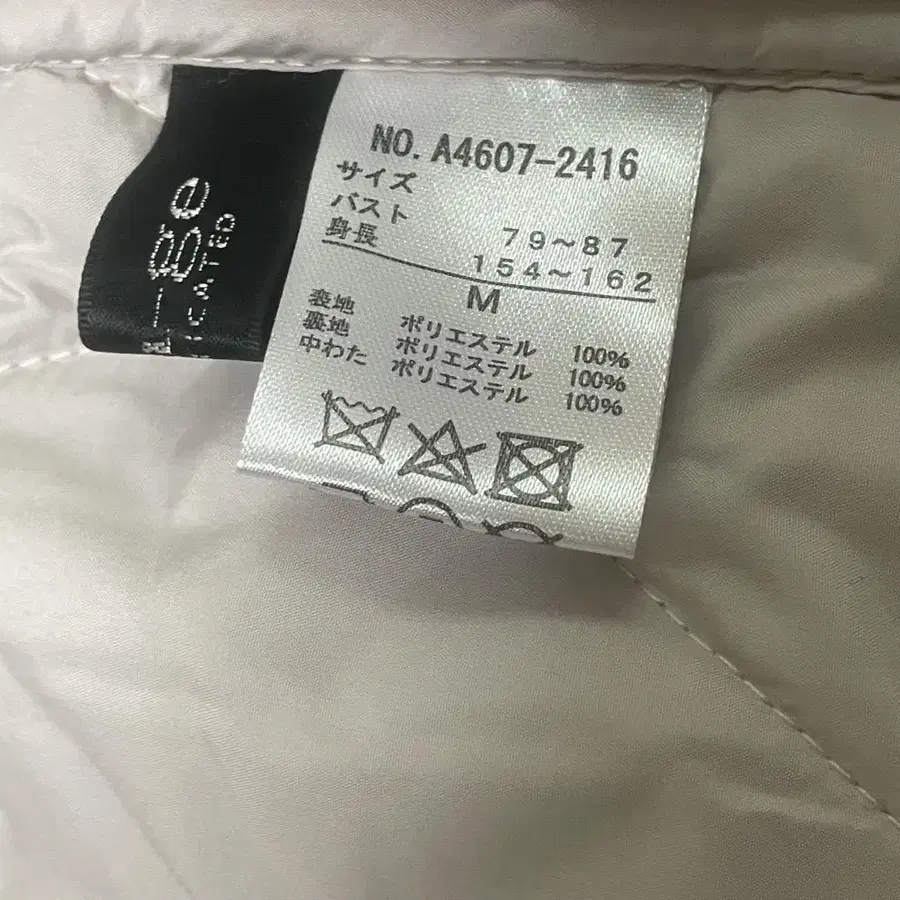 NO. A4607-2416
サイズ
バスト 79～87
身長 154～162
M
表地 ポリエステル 100%
裏地 ポリエステル 100%
中わた ポリエステル 100%